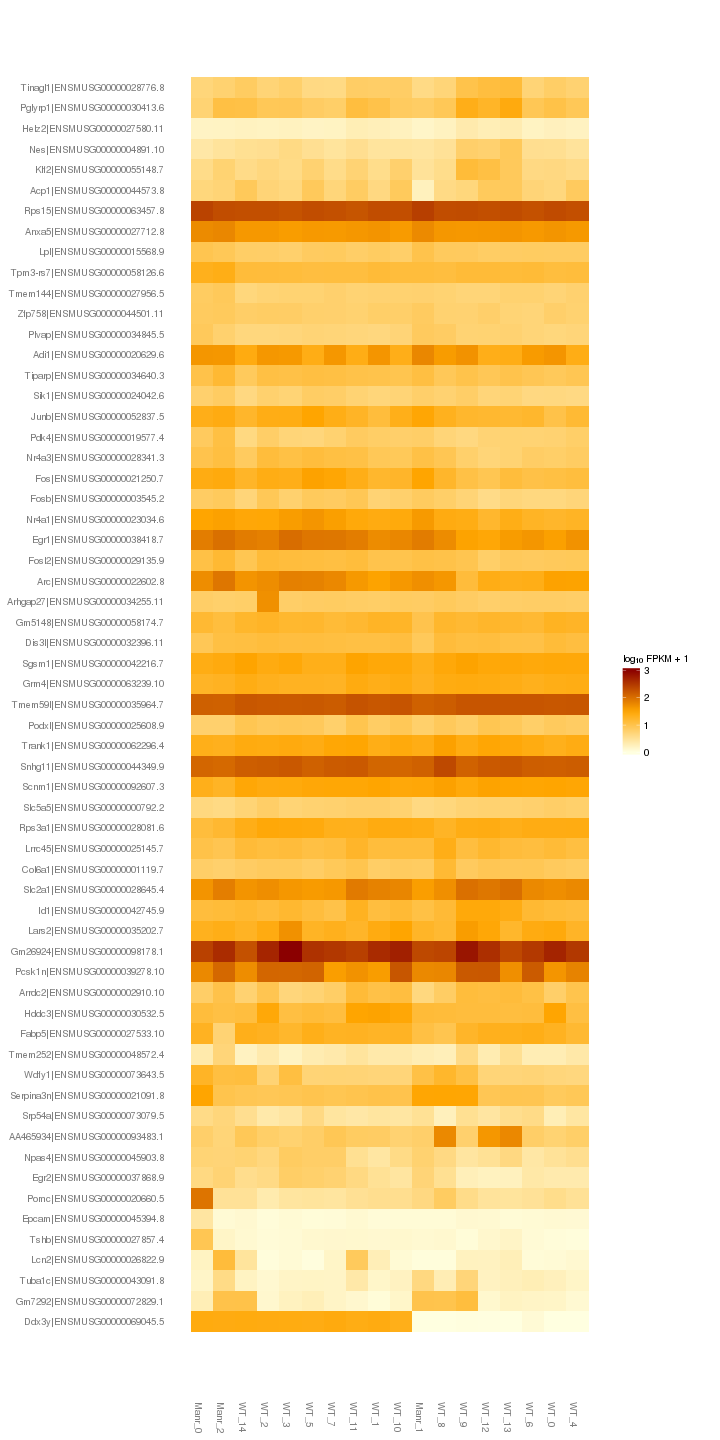 Tinagl1|ENSMUSG00000028776.8
Pglyrp1|ENSMUSG00000030413.6
Helz2|ENSMUSG00000027580.11
Nes|ENSMUSG00000004891.10
Klf2|ENSMUSG00000055148.7
Acp1|ENSMUSG00000044573.8
Rps15|ENSMUSG00000063457.8
Anxa5|ENSMUSG00000027712.8
Lpl|ENSMUSG00000015568.9
Tpm3-rs7|ENSMUSG00000058126.6
Tmem144|ENSMUSG00000027956.5
Zfp758|ENSMUSG00000044501.11
Plvap|ENSMUSG00000034845.5
Adi1|ENSMUSG00000020629.6
Tiparp|ENSMUSG00000034640.3
Sik1|ENSMUSG00000024042.6
Junb|ENSMUSG00000052837.5
Pdk4|ENSMUSG00000019577.4
Nr4a3|ENSMUSG00000028341.3
Fos|ENSMUSG00000021250.7
Fosb|ENSMUSG00000003545.2
Nr4a1|ENSMUSG00000023034.6
Egr1|ENSMUSG00000038418.7
Fosl2|ENSMUSG00000029135.9
Arc|ENSMUSG00000022602.8
Arhgap27|ENSMUSG00000034255.11
Gm5148|ENSMUSG00000058174.7
Dis3l|ENSMUSG00000032396.11
Sgsm1|ENSMUSG00000042216.7
Grm4|ENSMUSG00000063239.10
Tmem59l|ENSMUSG00000035964.7
Podxl|ENSMUSG00000025608.9
Trank1|ENSMUSG00000062296.4
Snhg11|ENSMUSG00000044349.9
Scnm1|ENSMUSG00000092607.3
Slc5a5|ENSMUSG00000000792.2
Rps3a1|ENSMUSG00000028081.6
Lrrc45|ENSMUSG00000025145.7
Col6a1|ENSMUSG00000001119.7
Slc2a1|ENSMUSG00000028645.4
Id1|ENSMUSG00000042745.9
Lars2|ENSMUSG00000035202.7
Gm26924|ENSMUSG00000098178.1
Pcsk1n|ENSMUSG00000039278.10
Arrdc2|ENSMUSG00000002910.10
Hddc3|ENSMUSG00000030532.5
Fabp5|ENSMUSG00000027533.10
Tmem252|ENSMUSG00000048572.4
Wdfy1|ENSMUSG00000073643.5
Serpina3n|ENSMUSG00000021091.8
Srp54a|ENSMUSG00000073079.5
AA465934|ENSMUSG00000093483.1
Npas4|ENSMUSG00000045903.8
Egr2|ENSMUSG00000037868.9
Pomc|ENSMUSG00000020660.5
Epcam|ENSMUSG00000045394.8
Tshb|ENSMUSG00000027857.4
Lcn2|ENSMUSG00000026822.9
Tuba1c|ENSMUSG00000043091.8
Gm7292|ENSMUSG00000072829.1
Ddx3y|ENSMUSG00000069045.5
log₁₀ FPKM + 1
3
2
1
0
Manr_0
Manr_2
WT_14
WT_2
WT_3
WT_5
WT_7
WT_11
WT_1
WT_10
Manr_1
WT_8
WT_9
WT_12
WT_13
WT_6
WT_0
WT_4